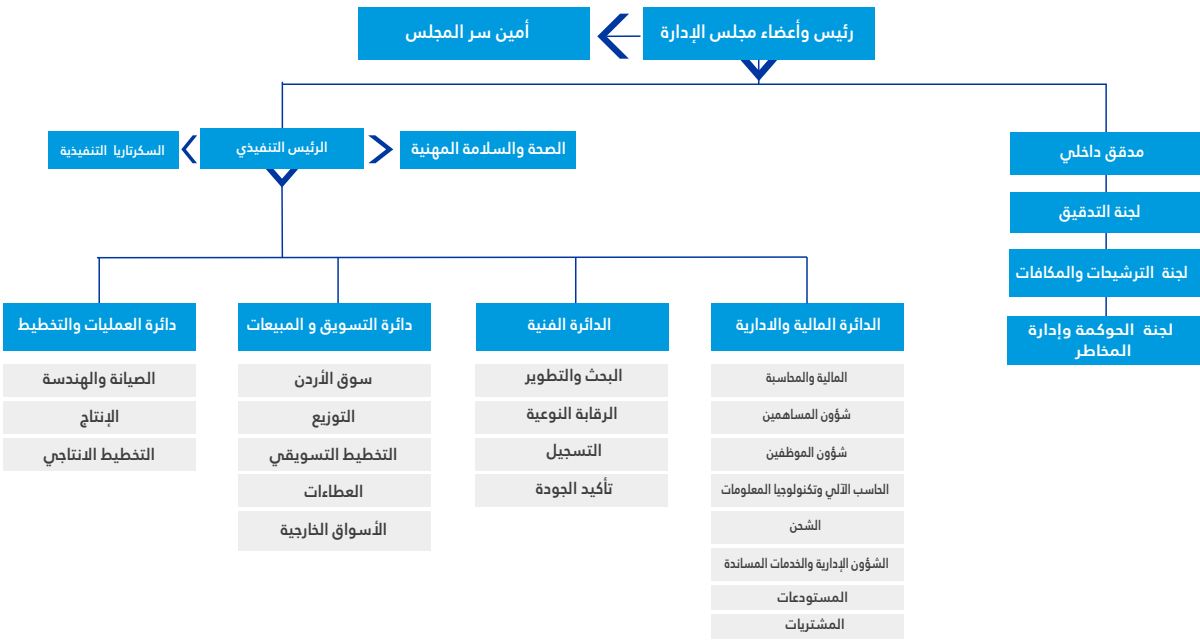 رئيس وأعضاء مجلس الإدارة
أمين سر المجلس
الصحة والسلامة المهنية
الرئيس التنفيذي
السكرتاريا التنفيذية
مدقق داخلي
لجنة التدقيق
لجنة الترشيحات والمكافات
لجنة الحوكمة وإدارة
المخاطر
الدائرة المالية والادارية
المالية والمحاسبة
شؤون المساهمين
شؤون الموظفين
الحاسب الآلي وتكنولوجيا المعلومات
الشحن
الشؤون الإدارية والخدمات المساندة
المستودعات
المشتريات
الدائرة الفنية
البحث والتطوير
الرقابة النوعية
التسجيل
تأكيد الجودة
دائرة التسويق و المبيعات
سوق الأردن
التوزيع
التخطيط التسويقي
العطاءات
الأسواق الخارجية
دائرة العمليات والتخطيط
الصيانة والهندسة
الإنتاج
التخطيط الانتاجي